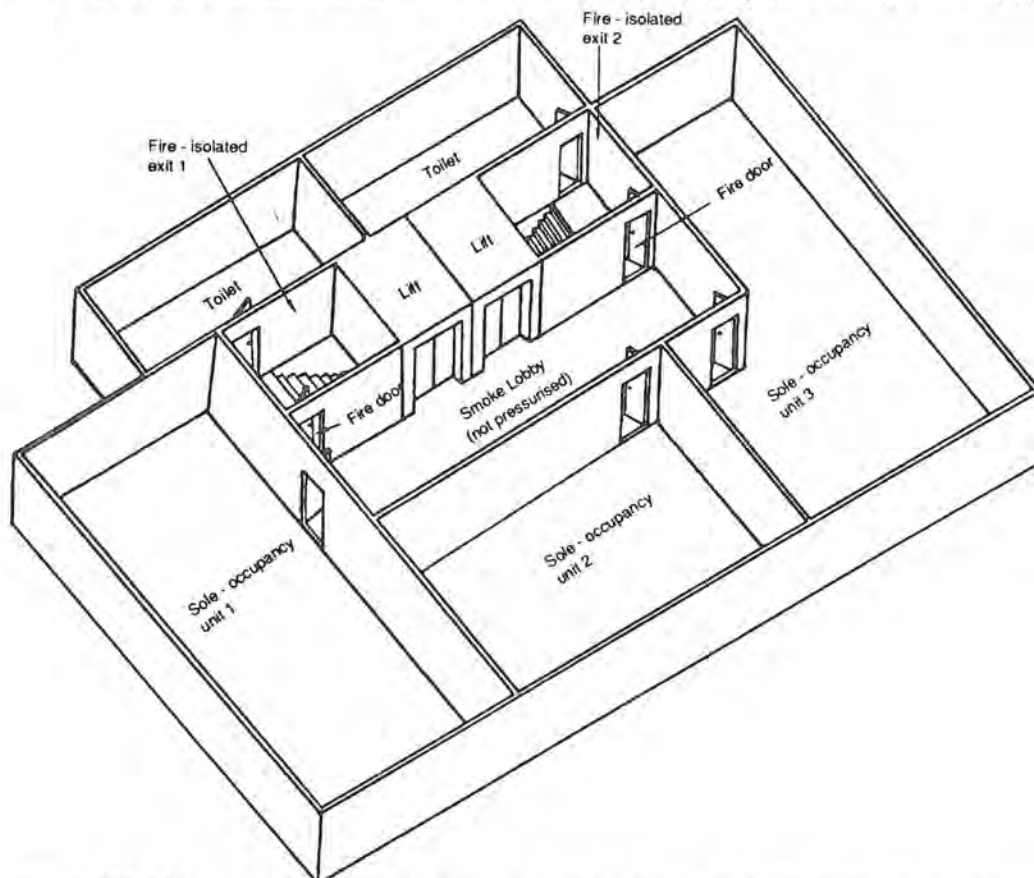 Fire - isolated
exit 2
Fire - isolated
exit 1
Toilet
Fire door
Lift
Toilet
Lift
Fire door
Smoke Lobby
(not pressurised)
Sole - occupancy
unit 3
Sole - occupancy
unit 2
Sole - occupancy
unit 1